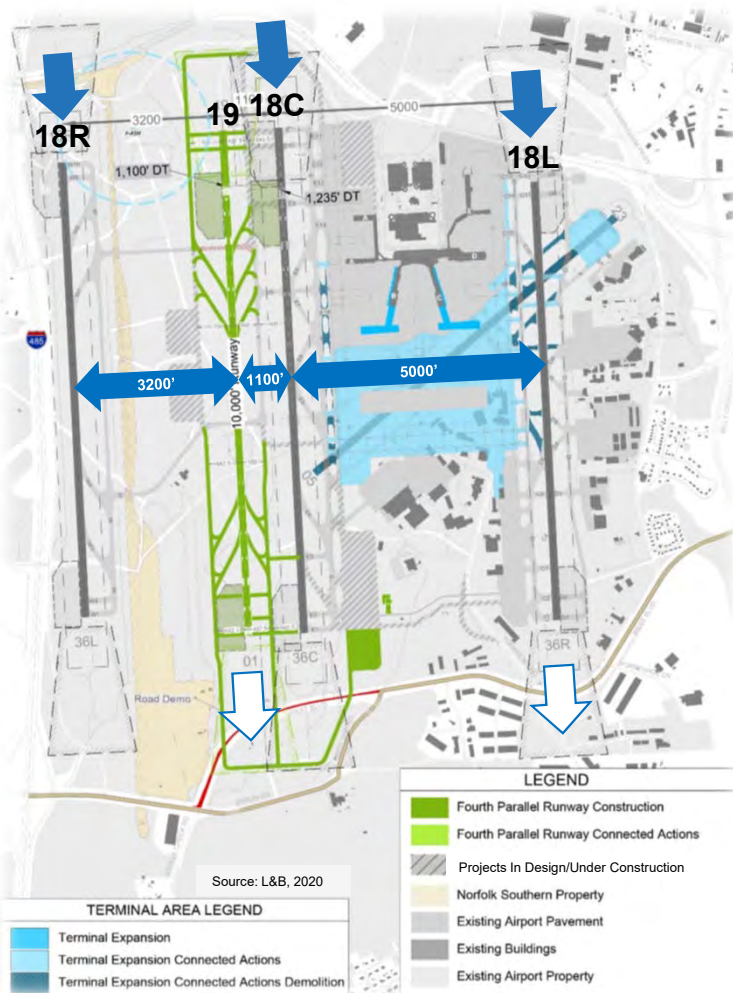 18R
19
18C
18L
3200
5000
1,100' DT
1,235' DT
23
485
3200'
1100'
5000'
10,000' Runway
05
36L
01
36C
36R
Road Demo
Source: L&B, 2020
LEGEND
Fourth Parallel Runway Construction
Fourth Parallel Runway Connected Actions
Projects In Design/Under Construction
Norfolk Southern Property
Existing Airport Pavement
Existing Buildings
Existing Airport Property
TERMINAL AREA LEGEND
Terminal Expansion
Terminal Expansion Connected Actions
Terminal Expansion Connected Actions Demolition